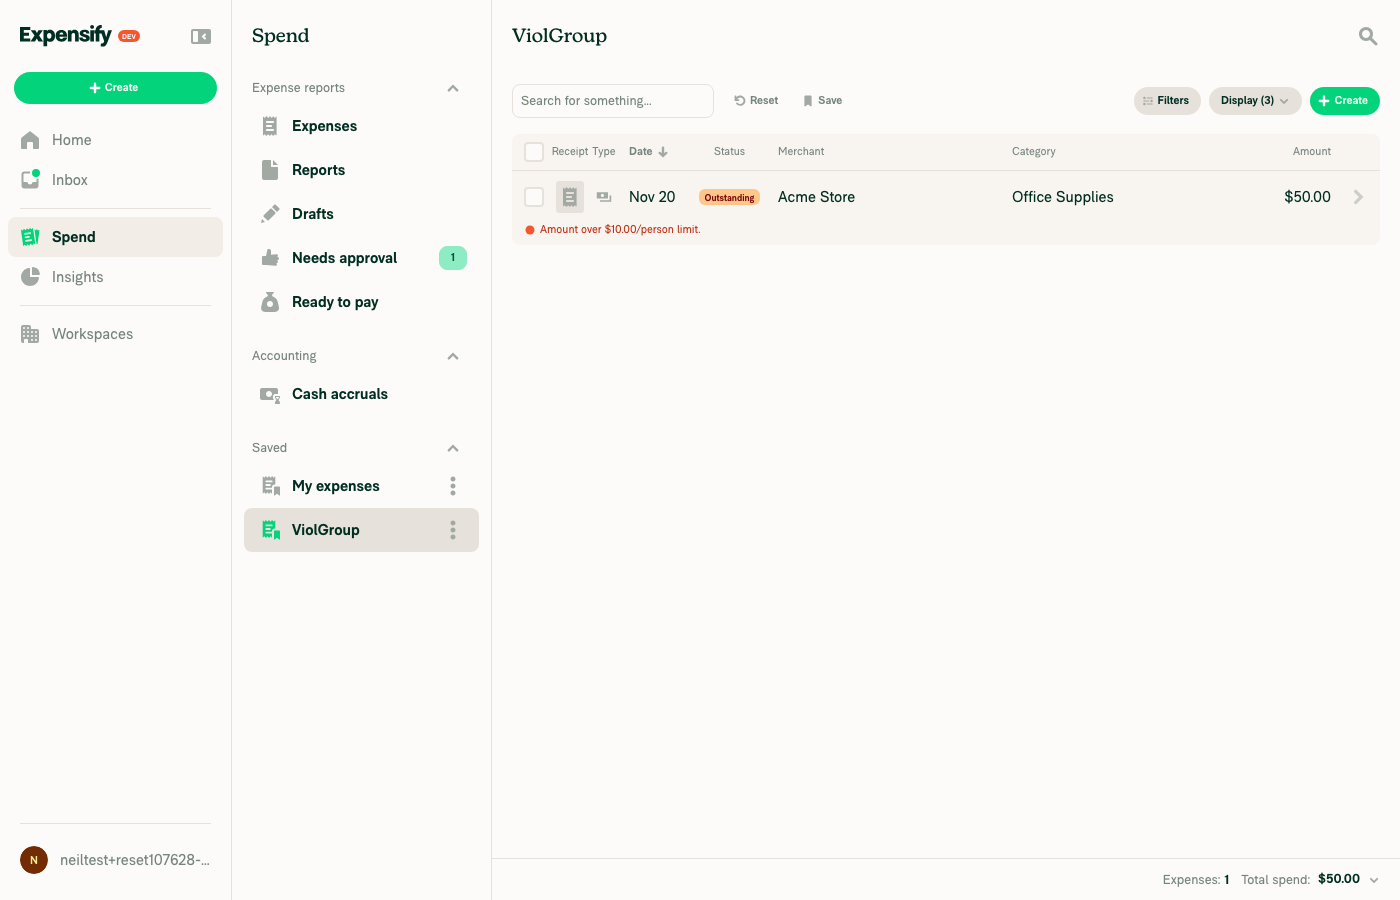 Expensify DEV
Create
Home
Inbox
Spend
Insights
Workspaces
N neiltest+reset107628-...
Spend
Expense reports
Expenses
Reports
Drafts
Needs approval 1
Ready to pay
Accounting
Cash accruals
Saved
My expenses
ViolGroup
ViolGroup
Search for something... Reset Save Filters Display (3) Create
Receipt Type Date Status Merchant Category Amount
Nov 20 Outstanding Acme Store Office Supplies $50.00
Amount over $10.00/person limit.
Expenses: 1 Total spend: $50.00